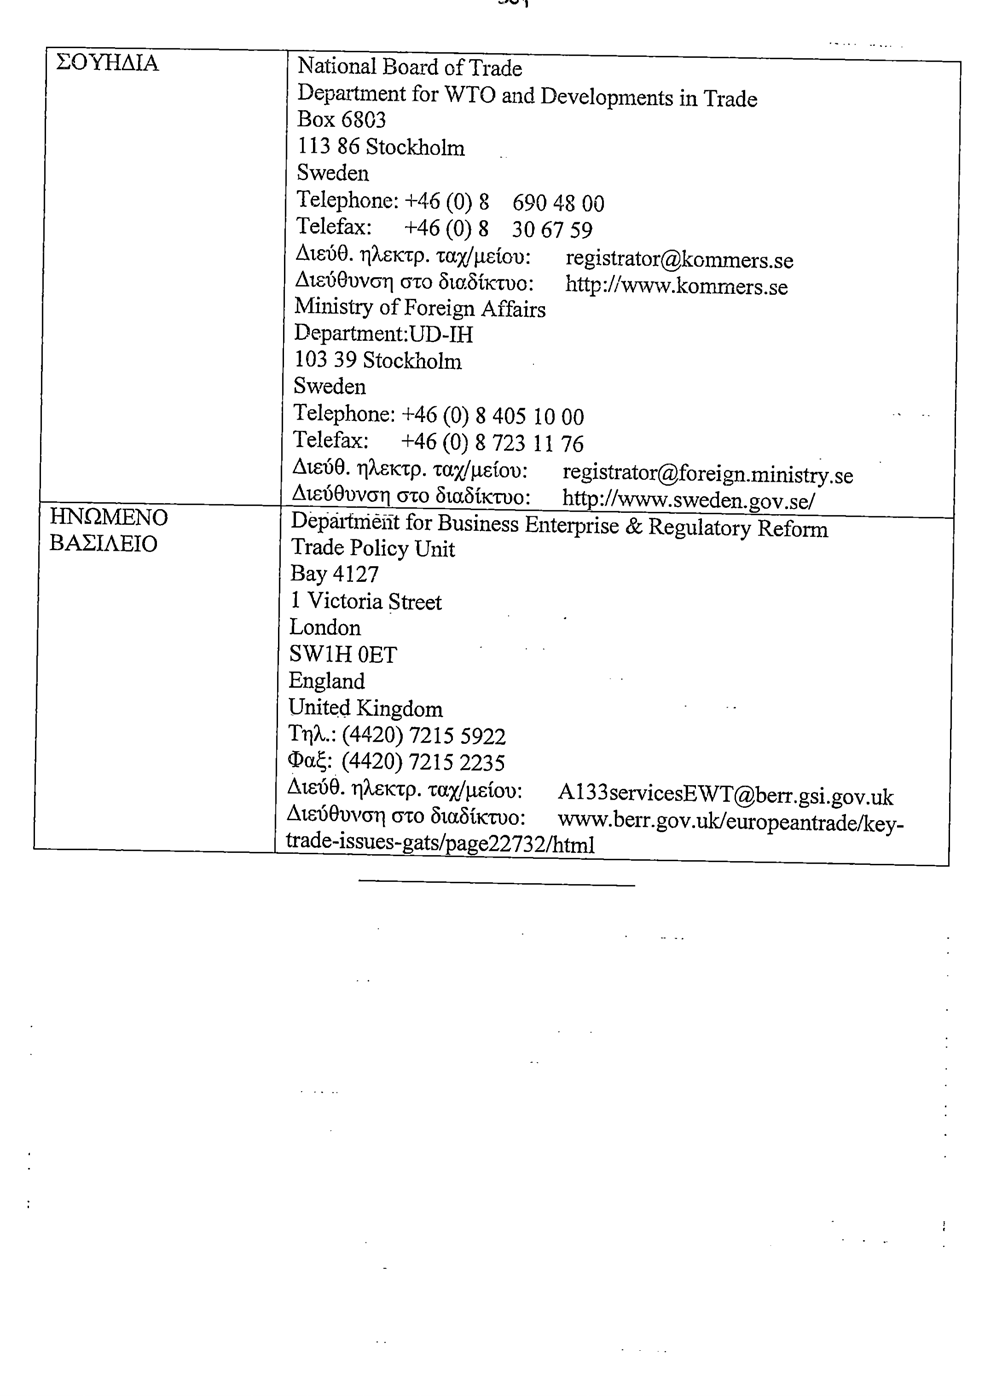 ΣΟΥΗΔΙΑ
National Board of Trade
Department for WTO and Developments in Trade
Box 6803
113 86 Stockholm
Sweden
Telephone: +46 (0) 8 690 48 00
Telefax: +46 (0) 8 30 67 59
Διεύθ. ηλεκτρ. ταχ/μείου: registrator@kommers.se
Διεύθυνση στο διαδίκτυο: http://www.kommers.se
Ministry of Foreign Affairs
Department:UD-IH
103 39 Stockholm
Sweden
Telephone: +46 (0) 8 405 10 00
Telefax: +46 (0) 8 723 11 76
Διεύθ. ηλεκτρ. ταχ/μείου: registrator@foreign.ministry.se
Διεύθυνση στο διαδίκτυο: http://www.sweden.gov.se/
ΗΝΩΜΕΝΟ
ΒΑΣΙΛΕΙΟ
Department for Business Enterprise & Regulatory Reform
Trade Policy Unit
Bay 4127
1 Victoria Street
London
SW1H 0ET
England
United Kingdom
Τηλ.: (4420) 7215 5922
Φαξ: (4420) 7215 2235
Διεύθ. ηλεκτρ. ταχ/μείου: A133servicesEWT@berr.gsi.gov.uk
Διεύθυνση στο διαδίκτυο: www.berr.gov.uk/europeantrade/key-
trade-issues-gats/page22732/html